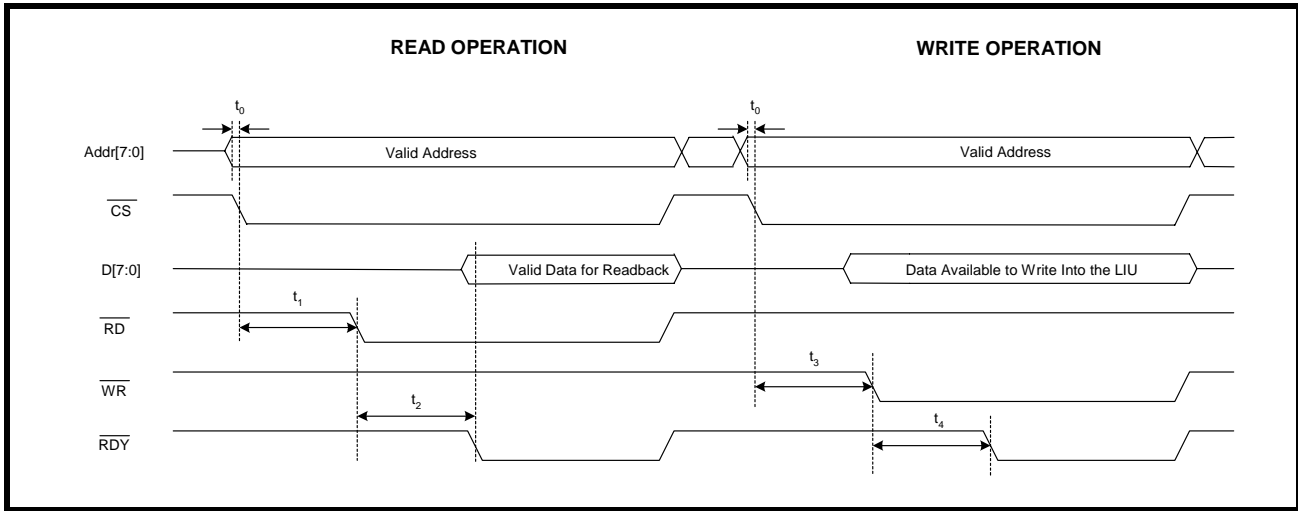 READ OPERATION WRITE OPERATION
t0 t0
Addr[7:0] Valid Address Valid Address
CS
D[7:0] Valid Data for Readback Data Available to Write Into the LIU
t1
RD
t3
WR
t2 t4
RDY